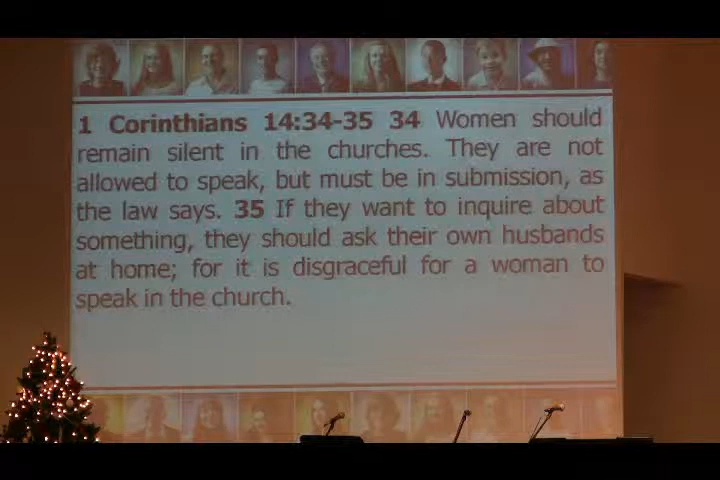 1 Corinthians 14:34-35 34 Women should
remain silent in the churches. They are not
allowed to speak, but must be in submission, as
the law says. 35 If they want to inquire about
something, they should ask their own husbands
at home; for it is disgraceful for a woman to
speak in the church.